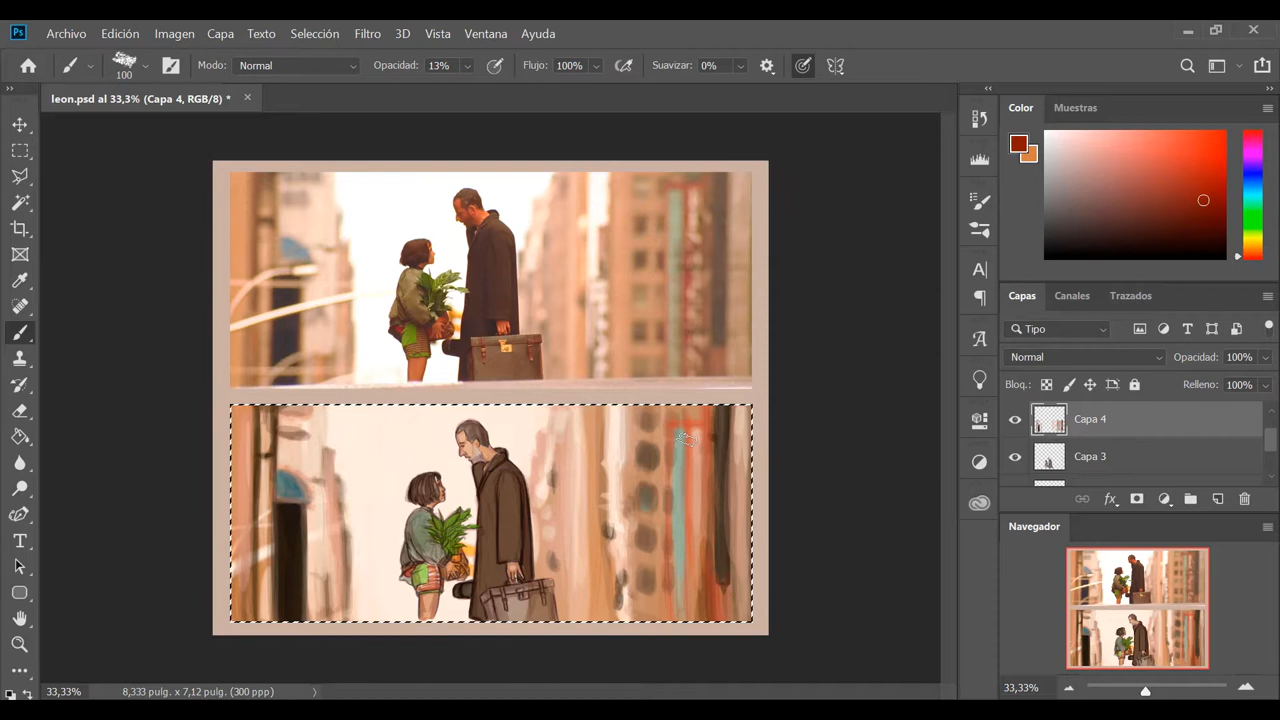 Ps Archivo Edición Imagen Capa Texto Selección Filtro 3D Vista Ventana Ayuda
100 Modo: Normal Opacidad: 13% Flujo: 100% Suavizar: 0%
leon.psd al 33,3% (Capa 4, RGB/8) *
Color Muestras
Capas Canales Trazados
Tipo
Normal Opacidad: 100%
Bloq.: Relleno: 100%
Capa 4
Capa 3
fx
Navegador
33,33%
33,33% 8,333 pulg. x 7,12 pulg. (300 ppp)